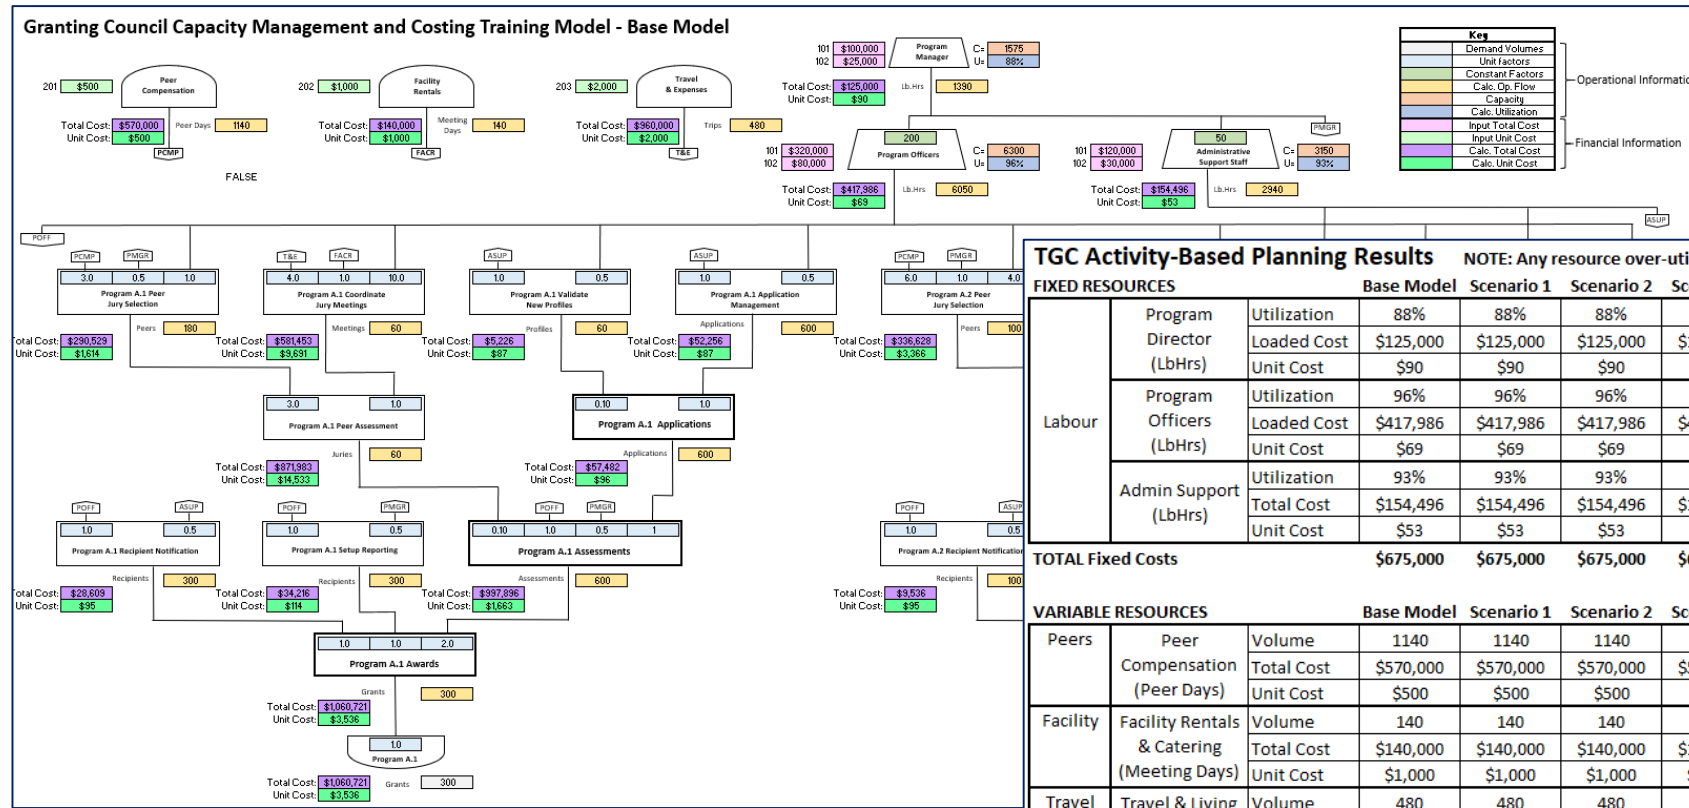 Granting Council Capacity Management and Costing Training Model - Base Model
201 $500 Peer Compensation
202 $1,000 Facility Rentals
203 $2,000 Travel & Expenses
101 $100,000 Program Manager C= 1575
102 $25,000 U= 88%
Total Cost: $125,000 Lb.Hrs 1390
Unit Cost: $90
Key
Demand Volumes
Unit factors
Constant Factors
Calc. Op. Flow
Capacity
Calc. Utilization
Input Total Cost
Input Unit Cost
Calc. Total Cost
Calc. Unit Cost
Operational Informatio
Financial Information
Total Cost: $570,000 Peer Days 1140
Unit Cost: $500
PCMP
Total Cost: $140,000 Meeting Days 140
Unit Cost: $1,000
FACR
Total Cost: $960,000 Trips 480
Unit Cost: $2,000
T&E
FALSE
PMGR
101 $320,000 200 Program Officers C= 6300
102 $80,000 U= 96%
Total Cost: $417,986 Lb.Hrs 6050
Unit Cost: $69
101 $120,000 50 Administrative Support Staff C= 3150
102 $30,000 U= 93%
Total Cost: $154,496 Lb.Hrs 2940
Unit Cost: $53
POFF
ASUP
PCMP PMGR
3.0 0.5 1.0
Program A.1 Peer
Jury Selection
Peers 180
Total Cost: $290,529
Unit Cost: $1,614
T&E FACR
4.0 1.0 10.0
Program A.1 Coordinate
Jury Meetings
Meetings 60
Total Cost: $581,453
Unit Cost: $9,691
ASUP
1.0 0.5
Program A.1 Validate
New Profiles
Profiles 60
Total Cost: $5,226
Unit Cost: $87
ASUP
1.0 0.5
Program A.1 Application
Management
Applications 600
Total Cost: $52,256
Unit Cost: $87
PCMP PMGR
6.0 1.0 4.0
Program A.2 Peer
Jury Selection
Peers 100
Total Cost: $336,628
Unit Cost: $3,366
3.0 1.0
Program A.1 Peer Assessment
Juries 60
Total Cost: $871,983
Unit Cost: $14,533
0.10 1.0
Program A.1 Applications
Applications 600
Total Cost: $57,482
Unit Cost: $96
POFF ASUP
1.0 0.5
Program A.1 Recipient Notification
Recipients 300
Total Cost: $28,609
Unit Cost: $95
POFF PMGR
1.0 0.5
Program A.1 Setup Reporting
Recipients 300
Total Cost: $34,216
Unit Cost: $114
POFF PMGR
0.10 1.0 0.5 1
Program A.1 Assessments
Assessments 600
Total Cost: $997,896
Unit Cost: $1,663
POFF ASUP
1.0 0.5
Program A.2 Recipient Notification
Recipients 100
Total Cost: $9,536
Unit Cost: $95
1.0 1.0 2.0
Program A.1 Awards
Grants 300
Total Cost: $1,060,721
Unit Cost: $3,536
1.0
Program A.1
Total Cost: $1,060,721 Grants 300
Unit Cost: $3,536
TGC Activity-Based Planning Results NOTE: Any resource over-uti
FIXED RESOURCES Base Model Scenario 1 Scenario 2 Sc
Labour
Program Director (LbHrs)
Utilization 88% 88% 88%
Loaded Cost $125,000 $125,000 $125,000
Unit Cost $90 $90 $90
Program Officers (LbHrs)
Utilization 96% 96% 96%
Loaded Cost $417,986 $417,986 $417,986
Unit Cost $69 $69 $69
Admin Support (LbHrs)
Utilization 93% 93% 93%
Total Cost $154,496 $154,496 $154,496
Unit Cost $53 $53 $53
TOTAL Fixed Costs $675,000 $675,000 $675,000
VARIABLE RESOURCES Base Model Scenario 1 Scenario 2 Sc
Peers
Peer Compensation (Peer Days)
Volume 1140 1140 1140
Total Cost $570,000 $570,000 $570,000
Unit Cost $500 $500 $500
Facility
Facility Rentals & Catering (Meeting Days)
Volume 140 140 140
Total Cost $140,000 $140,000 $140,000
Unit Cost $1,000 $1,000 $1,000
Travel Travel & Living Volume 480 480 480